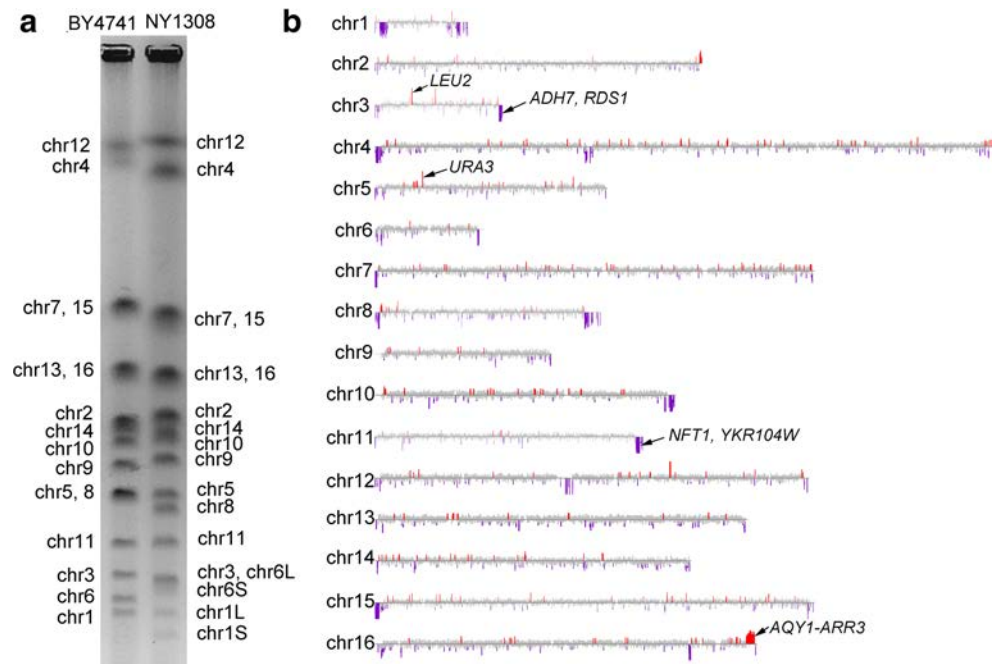 a
BY4741 NY1308
chr12
chr4
chr7, 15
chr13, 16
chr2
chr14
chr10
chr9
chr5, 8
chr11
chr3
chr6
chr1
chr12
chr4
chr7, 15
chr13, 16
chr2
chr14
chr10
chr9
chr5
chr8
chr11
chr3, chr6L
chr6S
chr1L
chr1S
b
chr1
chr2
LEU2
chr3
ADH7, RDS1
chr4
URA3
chr5
chr6
chr7
chr8
chr9
chr10
chr11
NFT1, YKR104W
chr12
chr13
chr14
chr15
chr16
AQY1-ARR3